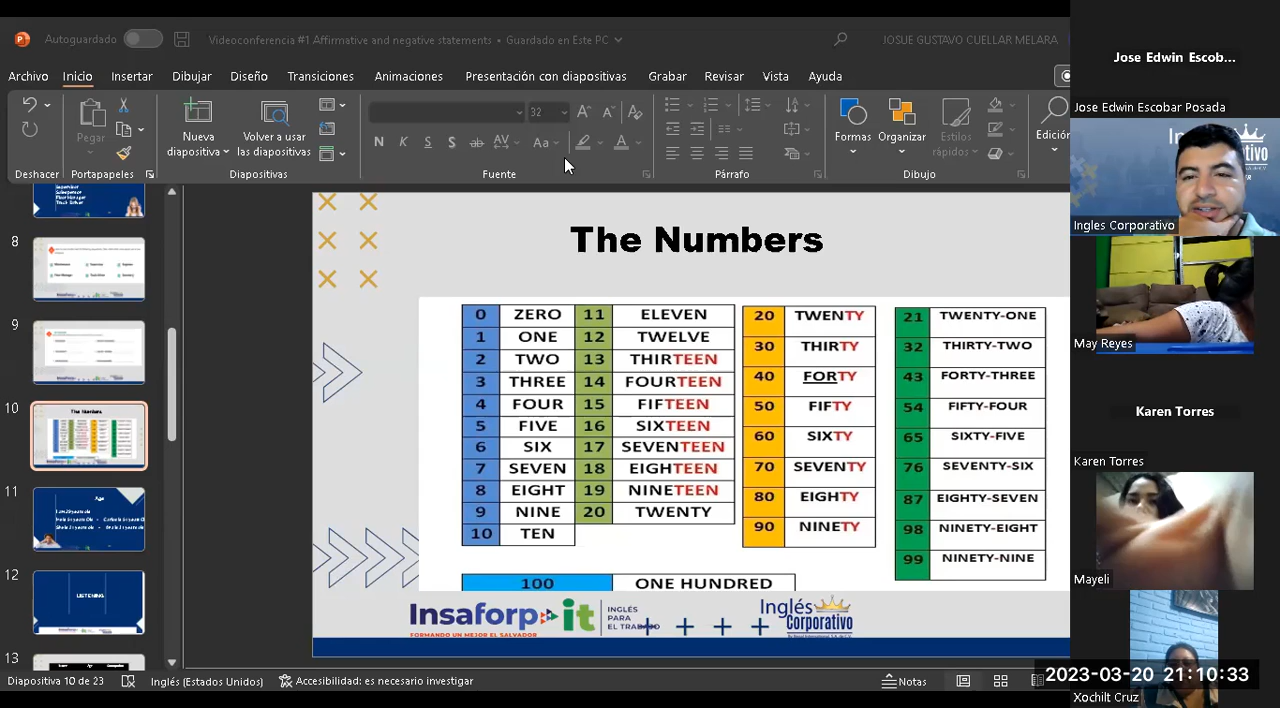 Autoguardado
Videoconferencia #1 Affirmative and negative statements • Guardado en Este PC
JOSUE GUSTAVO CUELLAR MELARA
Archivo Inicio Insertar Dibujar Diseño Transiciones Animaciones Presentación con diapositivas Grabar Revisar Vista Ayuda
Pegar
Nueva diapositiva
Volver a usar las diapositivas
32
N K S S ab AV Aa A
Formas
Organizar
Estilos rápidos
Edición
Deshacer Portapapeles Diapositivas Fuente Párrafo Dibujo
8
9
10
The Numbers
11
Age
12
LISTENING
13
The Numbers
0 ZERO 11 ELEVEN 20 TWENTY 21 TWENTY-ONE
1 ONE 12 TWELVE 30 THIRTY 32 THIRTY-TWO
2 TWO 13 THIRTEEN 40 FORTY 43 FORTY-THREE
3 THREE 14 FOURTEEN 50 FIFTY 54 FIFTY-FOUR
4 FOUR 15 FIFTEEN 60 SIXTY 65 SIXTY-FIVE
5 FIVE 16 SIXTEEN 70 SEVENTY 76 SEVENTY-SIX
6 SIX 17 SEVENTEEN 80 EIGHTY 87 EIGHTY-SEVEN
7 SEVEN 18 EIGHTEEN 90 NINETY 98 NINETY-EIGHT
8 EIGHT 19 NINETEEN 99 NINETY-NINE
9 NINE 20 TWENTY
10 TEN
100 ONE HUNDRED
Insaforp it
FORMANDO UN MEJOR EL SALVADOR
INGLÉS
PARA
EL TRABAJO
Inglés
Corporativo
Diapositiva 10 de 23 Inglés (Estados Unidos) Accesibilidad: es necesario investigar Notas
Jose Edwin Escob...
Jose Edwin Escobar Posada
Ingles Corporativo
May Reyes
Karen Torres
Karen Torres
Mayeli
2023-03-20 21:10:33
Xochilt Cruz